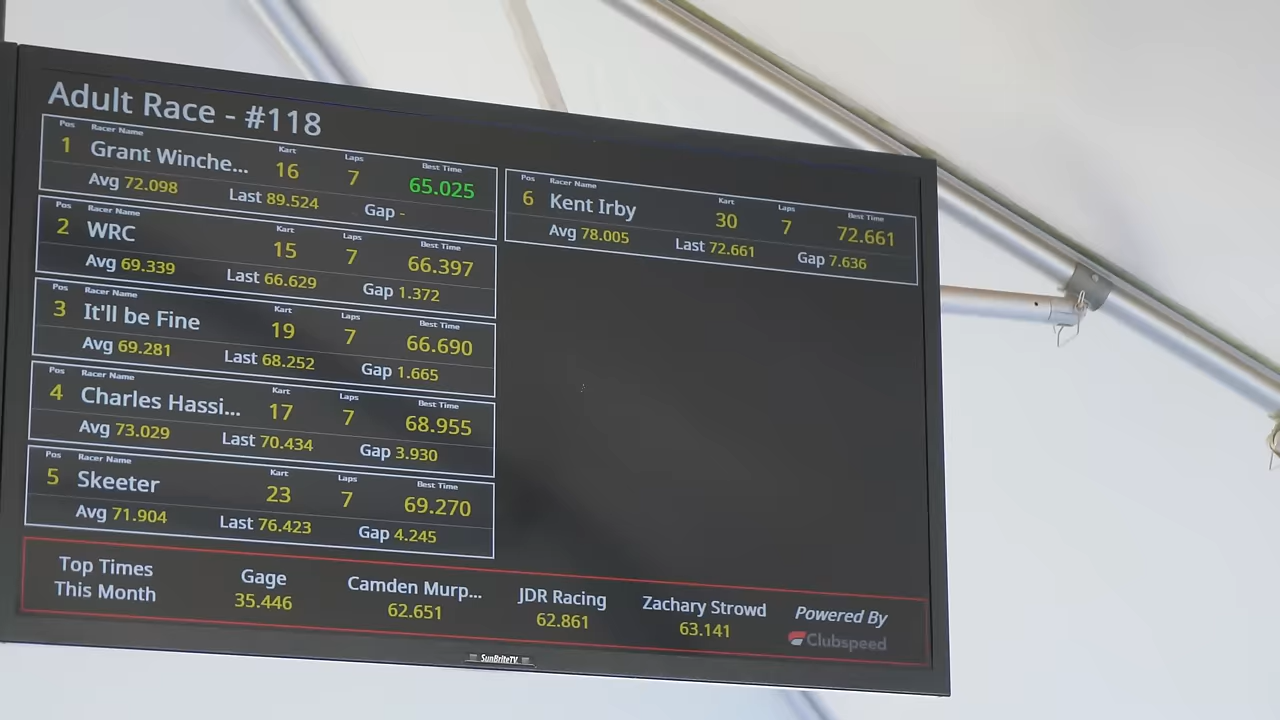 Adult Race - #118
Pos Racer Name Kart Laps Best Time
1 Grant Winche... 16 7 65.025
Avg 72.098 Last 89.524 Gap -
Pos Racer Name Kart Laps Best Time
2 WRC 15 7 66.397
Avg 69.339 Last 66.629 Gap 1.372
Pos Racer Name Kart Laps Best Time
3 It'll be Fine 19 7 66.690
Avg 69.281 Last 68.252 Gap 1.665
Pos Racer Name Kart Laps Best Time
4 Charles Hassi... 17 7 68.955
Avg 73.029 Last 70.434 Gap 3.930
Pos Racer Name Kart Laps Best Time
5 Skeeter 23 7 69.270
Avg 71.904 Last 76.423 Gap 4.245
Pos Racer Name Kart Laps Best Time
6 Kent Irby 30 7 72.661
Avg 78.005 Last 72.661 Gap 7.636
Top Times
This Month
Gage
35.446
Camden Murp...
62.651
JDR Racing
62.861
Zachary Strowd
63.141
Powered By
Clubspeed
SunBriteTV